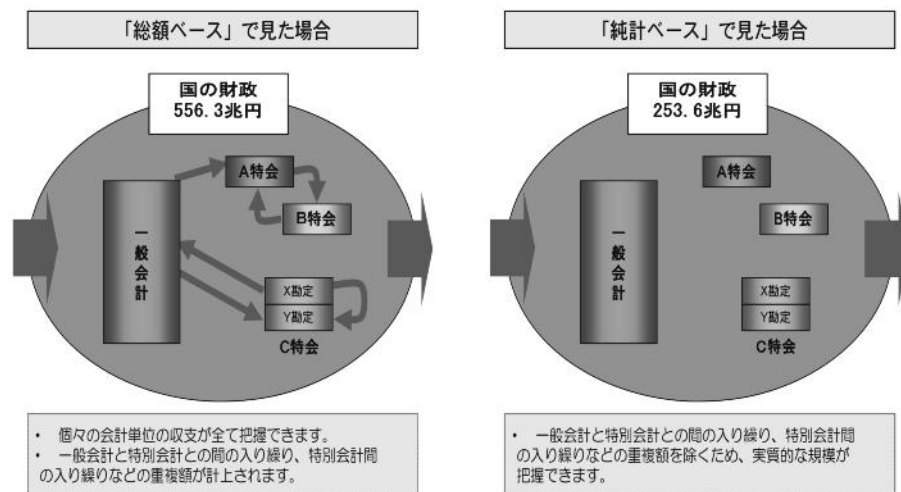 「総額ベース」で見た場合
国の財政
556.3兆円
A特会
B特会
一般会計
X勘定
Y勘定
C特会
・ 個々の会計単位の収支が全て把握できます。
・ 一般会計と特別会計との間の入り繰り、特別会計間
の入り繰りなどの重複額が計上されます。
「純計ベース」で見た場合
国の財政
253.6兆円
A特会
B特会
一般会計
X勘定
Y勘定
C特会
・ 一般会計と特別会計との間の入り繰り、特別会計間
の入り繰りなどの重複額を除くため、実質的な規模が
把握できます。